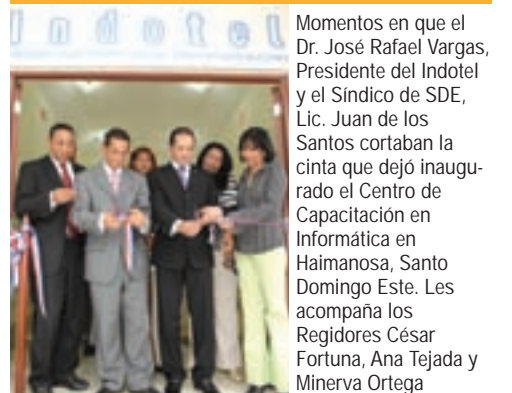 indotel
Momentos en que el
Dr. José Rafael Vargas,
Presidente del Indotel
y el Síndico de SDE,
Lic. Juan de los
Santos cortaban la
cinta que dejó inaugu-
rado el Centro de
Capacitación en
Informática en
Haimanosa, Santo
Domingo Este. Les
acompaña los
Regidores César
Fortuna, Ana Tejada y
Minerva Ortega